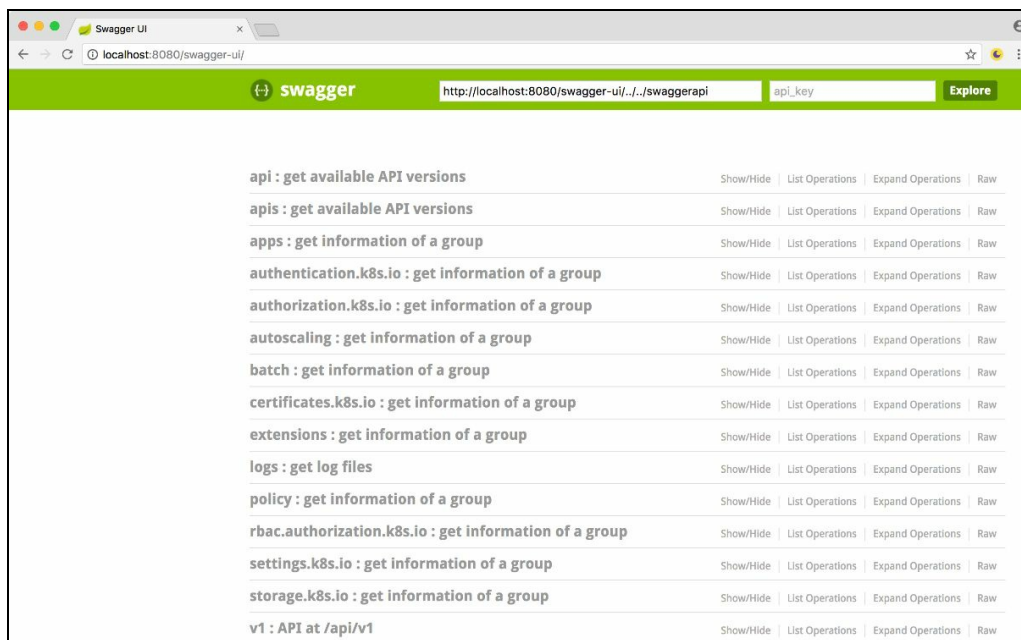 Swagger UI
localhost:8080/swagger-ui/
swagger http://localhost:8080/swagger-ui/../../swaggerapi api_key Explore
api : get available API versions Show/Hide List Operations Expand Operations Raw
apis : get available API versions Show/Hide List Operations Expand Operations Raw
apps : get information of a group Show/Hide List Operations Expand Operations Raw
authentication.k8s.io : get information of a group Show/Hide List Operations Expand Operations Raw
authorization.k8s.io : get information of a group Show/Hide List Operations Expand Operations Raw
autoscaling : get information of a group Show/Hide List Operations Expand Operations Raw
batch : get information of a group Show/Hide List Operations Expand Operations Raw
certificates.k8s.io : get information of a group Show/Hide List Operations Expand Operations Raw
extensions : get information of a group Show/Hide List Operations Expand Operations Raw
logs : get log files Show/Hide List Operations Expand Operations Raw
policy : get information of a group Show/Hide List Operations Expand Operations Raw
rbac.authorization.k8s.io : get information of a group Show/Hide List Operations Expand Operations Raw
settings.k8s.io : get information of a group Show/Hide List Operations Expand Operations Raw
storage.k8s.io : get information of a group Show/Hide List Operations Expand Operations Raw
v1 : API at /api/v1 Show/Hide List Operations Expand Operations Raw